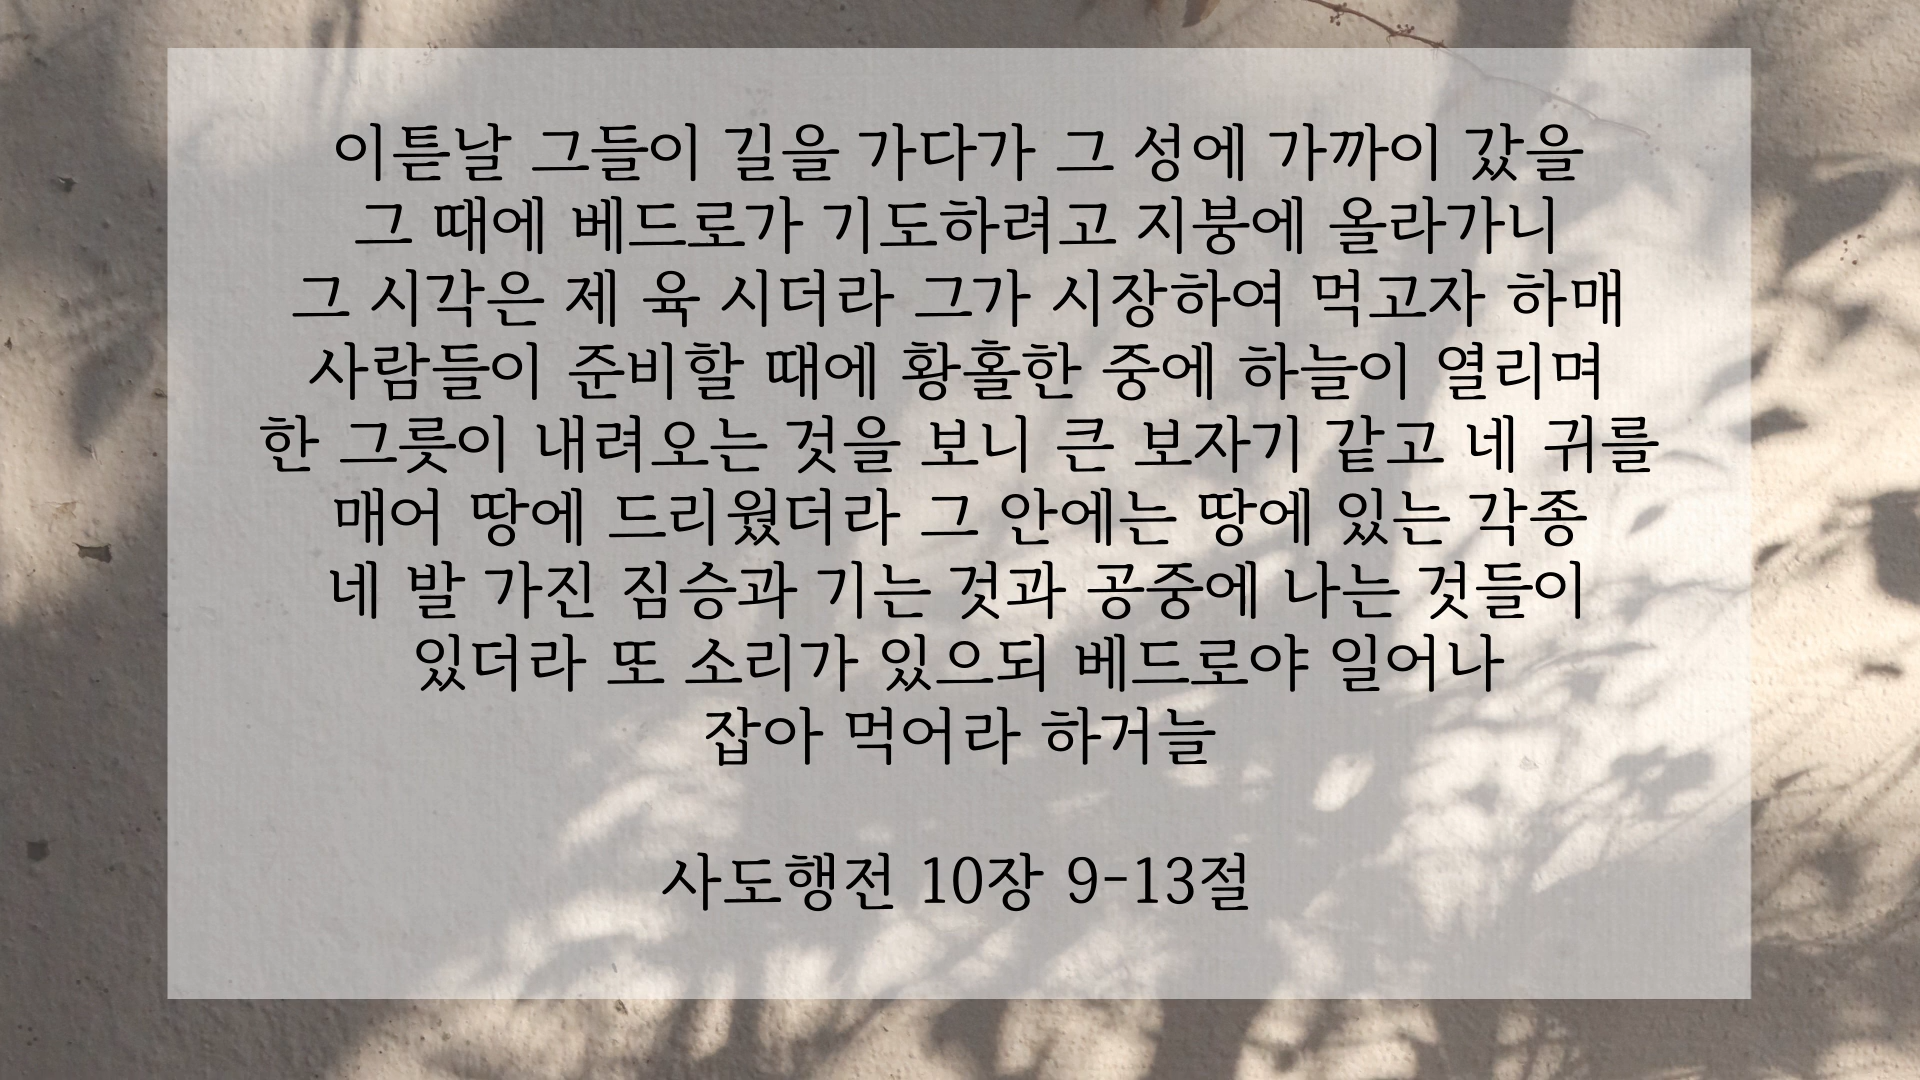 이튿날 그들이 길을 가다가 그 성에 가까이 갔을
그 때에 베드로가 기도하려고 지붕에 올라가니
그 시각은 제 육 시더라 그가 시장하여 먹고자 하매
사람들이 준비할 때에 황홀한 중에 하늘이 열리며
한 그릇이 내려오는 것을 보니 큰 보자기 같고 네 귀를
매어 땅에 드리웠더라 그 안에는 땅에 있는 각종
네 발 가진 짐승과 기는 것과 공중에 나는 것들이
있더라 또 소리가 있으되 베드로야 일어나
잡아 먹어라 하거늘
사도행전 10장 9-13절